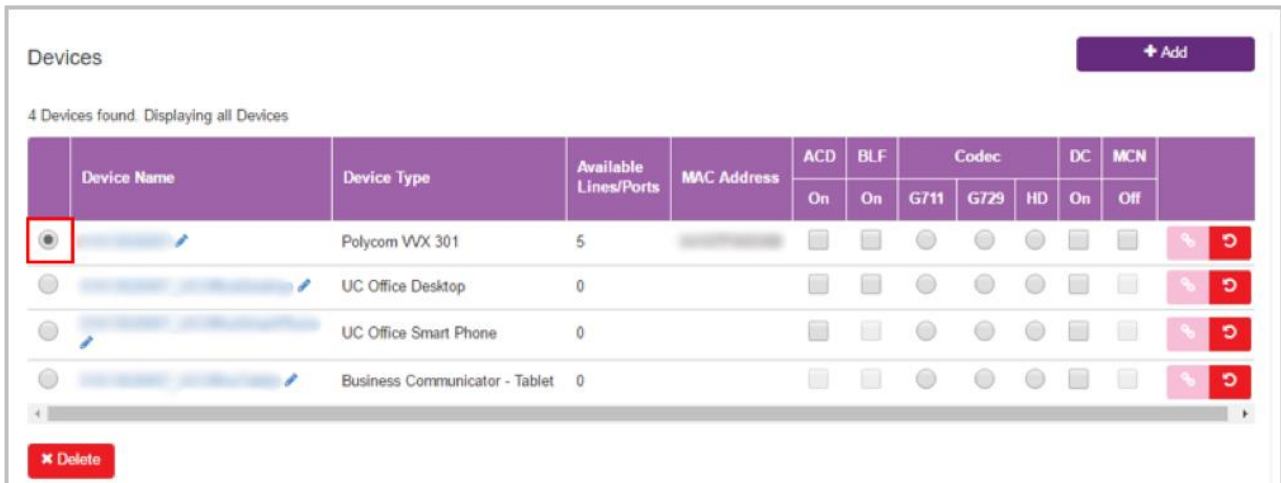 Devices
+ Add
4 Devices found. Displaying all Devices
Device Name Device Type Available Lines/Ports MAC Address ACD BLF Codec DC MCN
On On G711 G729 HD On Off
Polycom VVX 301 5
UC Office Desktop 0
UC Office Smart Phone 0
Business Communicator - Tablet 0
✖ Delete